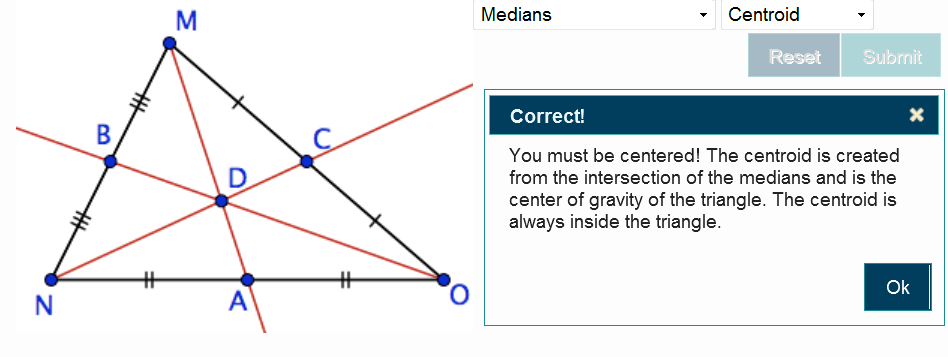 Medians
Centroid
Reset
Submit
Correct!
You must be centered! The centroid is created
from the intersection of the medians and is the
center of gravity of the triangle. The centroid is
always inside the triangle.
Ok
M
B
C
D
N
A
O